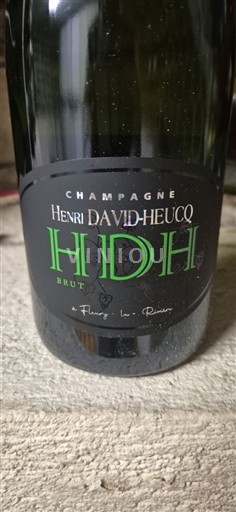 CHAMPAGNE
HENRI DAVID-HEUCQ
HDH
VINIOU
BRUT
à Fleury-la-Rivière